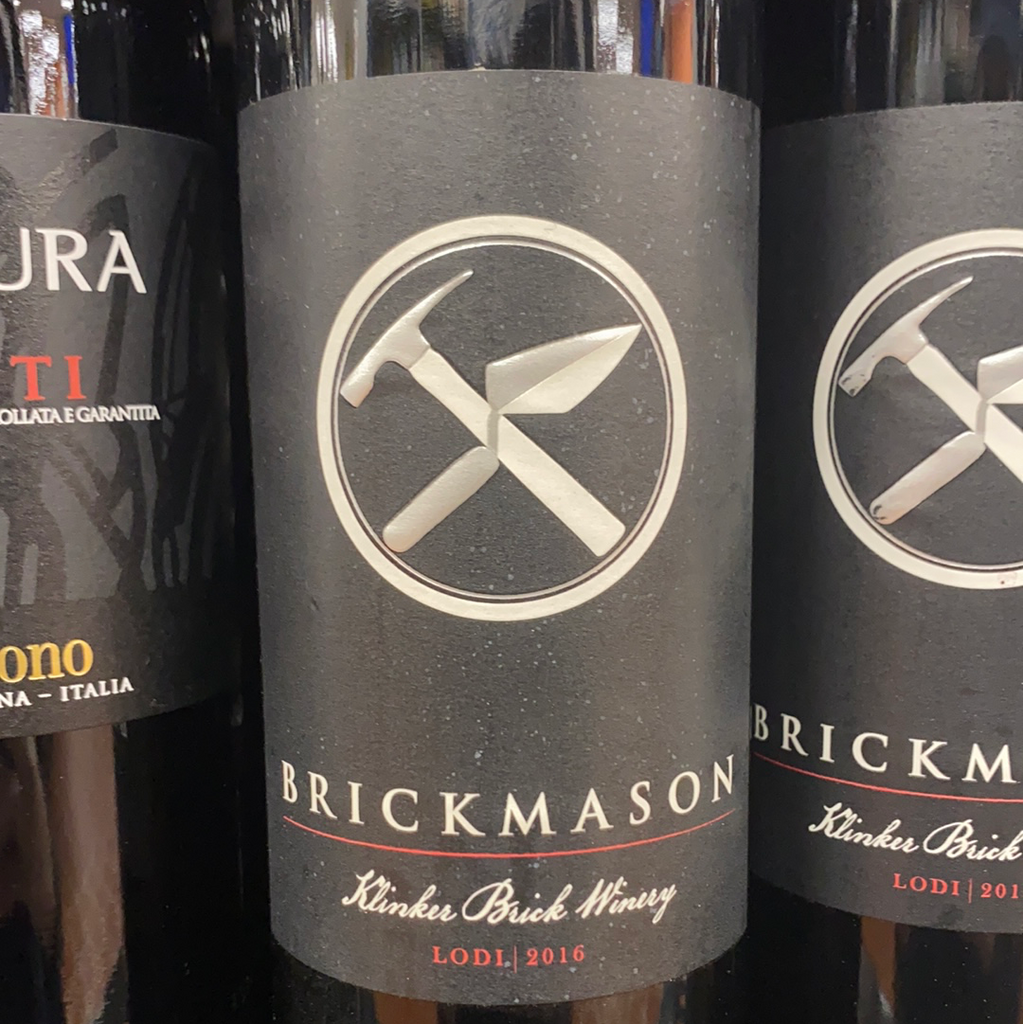 URA
TI
OLLATA E GARANTITA
ono
NA – ITALIA
BRICKMASON
Klinker Brick Winery
LODI | 2016
BRICKM
Klinker Brick
LODI | 201